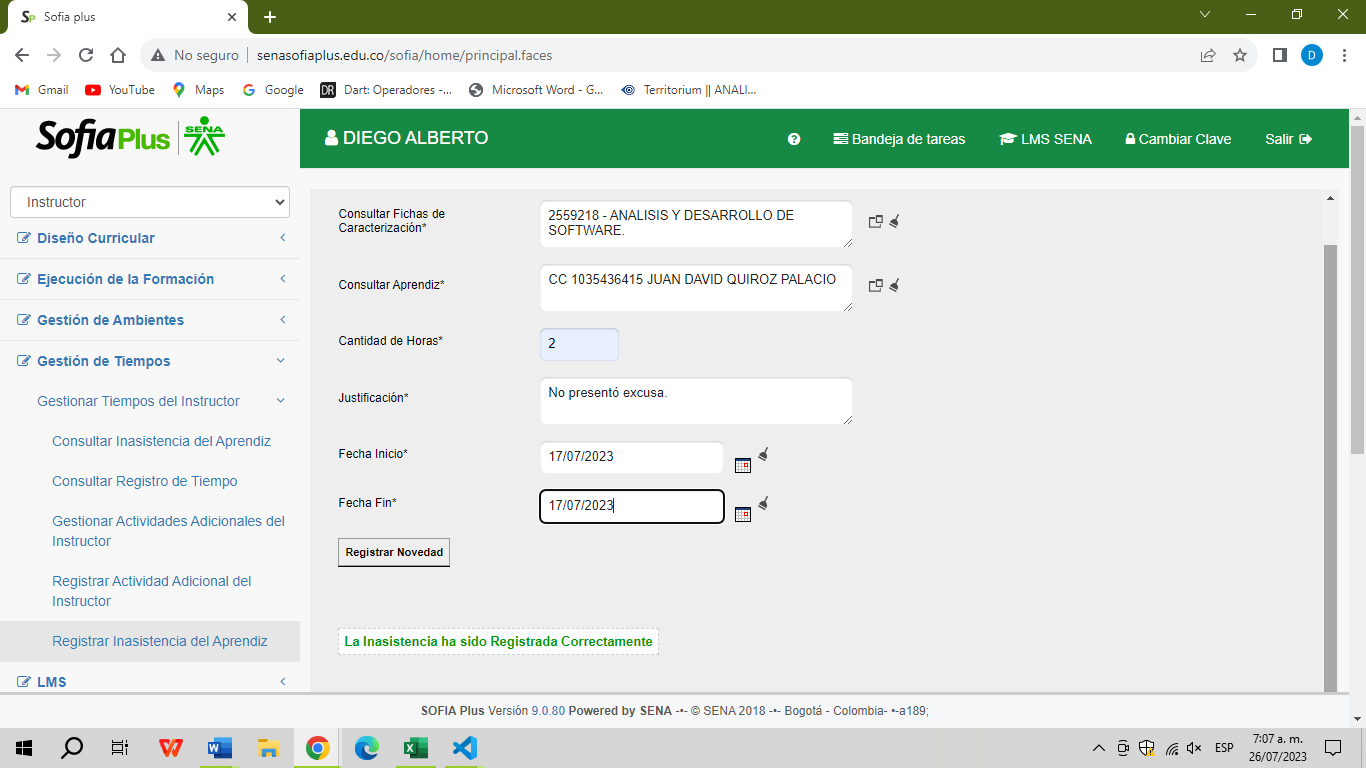 Sofia plus
No seguro
senasofiaplus.edu.co/sofia/home/principal.faces
D
Gmail
YouTube
Maps
Google
DR Dart: Operadores -...
Microsoft Word - G...
Territorium || ANALI...
Sofia Plus
SENA
DIEGO ALBERTO
Bandeja de tareas
LMS SENA
Cambiar Clave
Salir
Instructor
Diseño Curricular
Ejecución de la Formación
Gestión de Ambientes
Gestión de Tiempos
Gestionar Tiempos del Instructor
Consultar Inasistencia del Aprendiz
Consultar Registro de Tiempo
Gestionar Actividades Adicionales del
Instructor
Registrar Actividad Adicional del
Instructor
Registrar Inasistencia del Aprendiz
LMS
Consultar Fichas de
Caracterización*
2559218 - ANALISIS Y DESARROLLO DE
SOFTWARE.
Consultar Aprendiz*
CC 1035436415 JUAN DAVID QUIROZ PALACIO
Cantidad de Horas*
2
Justificación*
No presentó excusa.
Fecha Inicio*
17/07/2023
Fecha Fin*
17/07/2023
Registrar Novedad
La Inasistencia ha sido Registrada Correctamente
SOFIA Plus Versión 9.0.80 Powered by SENA -•- © SENA 2018 -•- Bogotá - Colombia- •-a189;
ESP
7:07 a. m.
26/07/2023